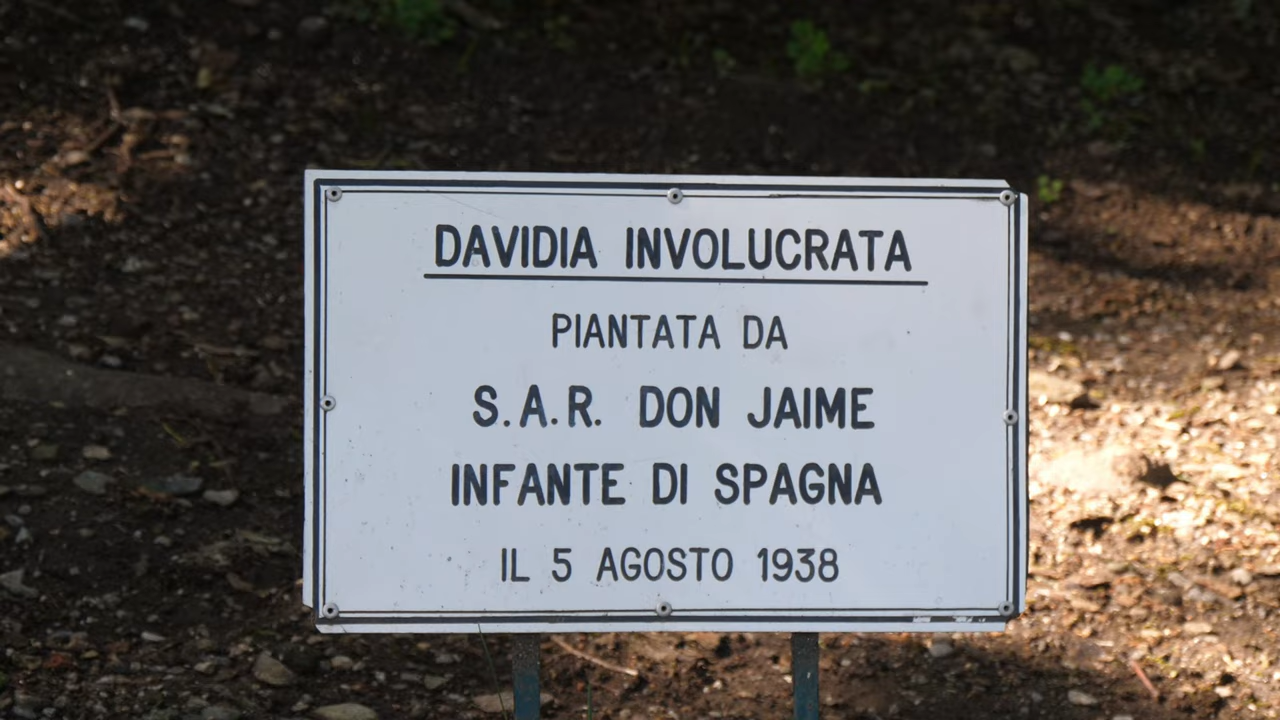 DAVIDIA INVOLUCRATA
PIANTATA DA
S.A.R. DON JAIME
INFANTE DI SPAGNA
IL 5 AGOSTO 1938